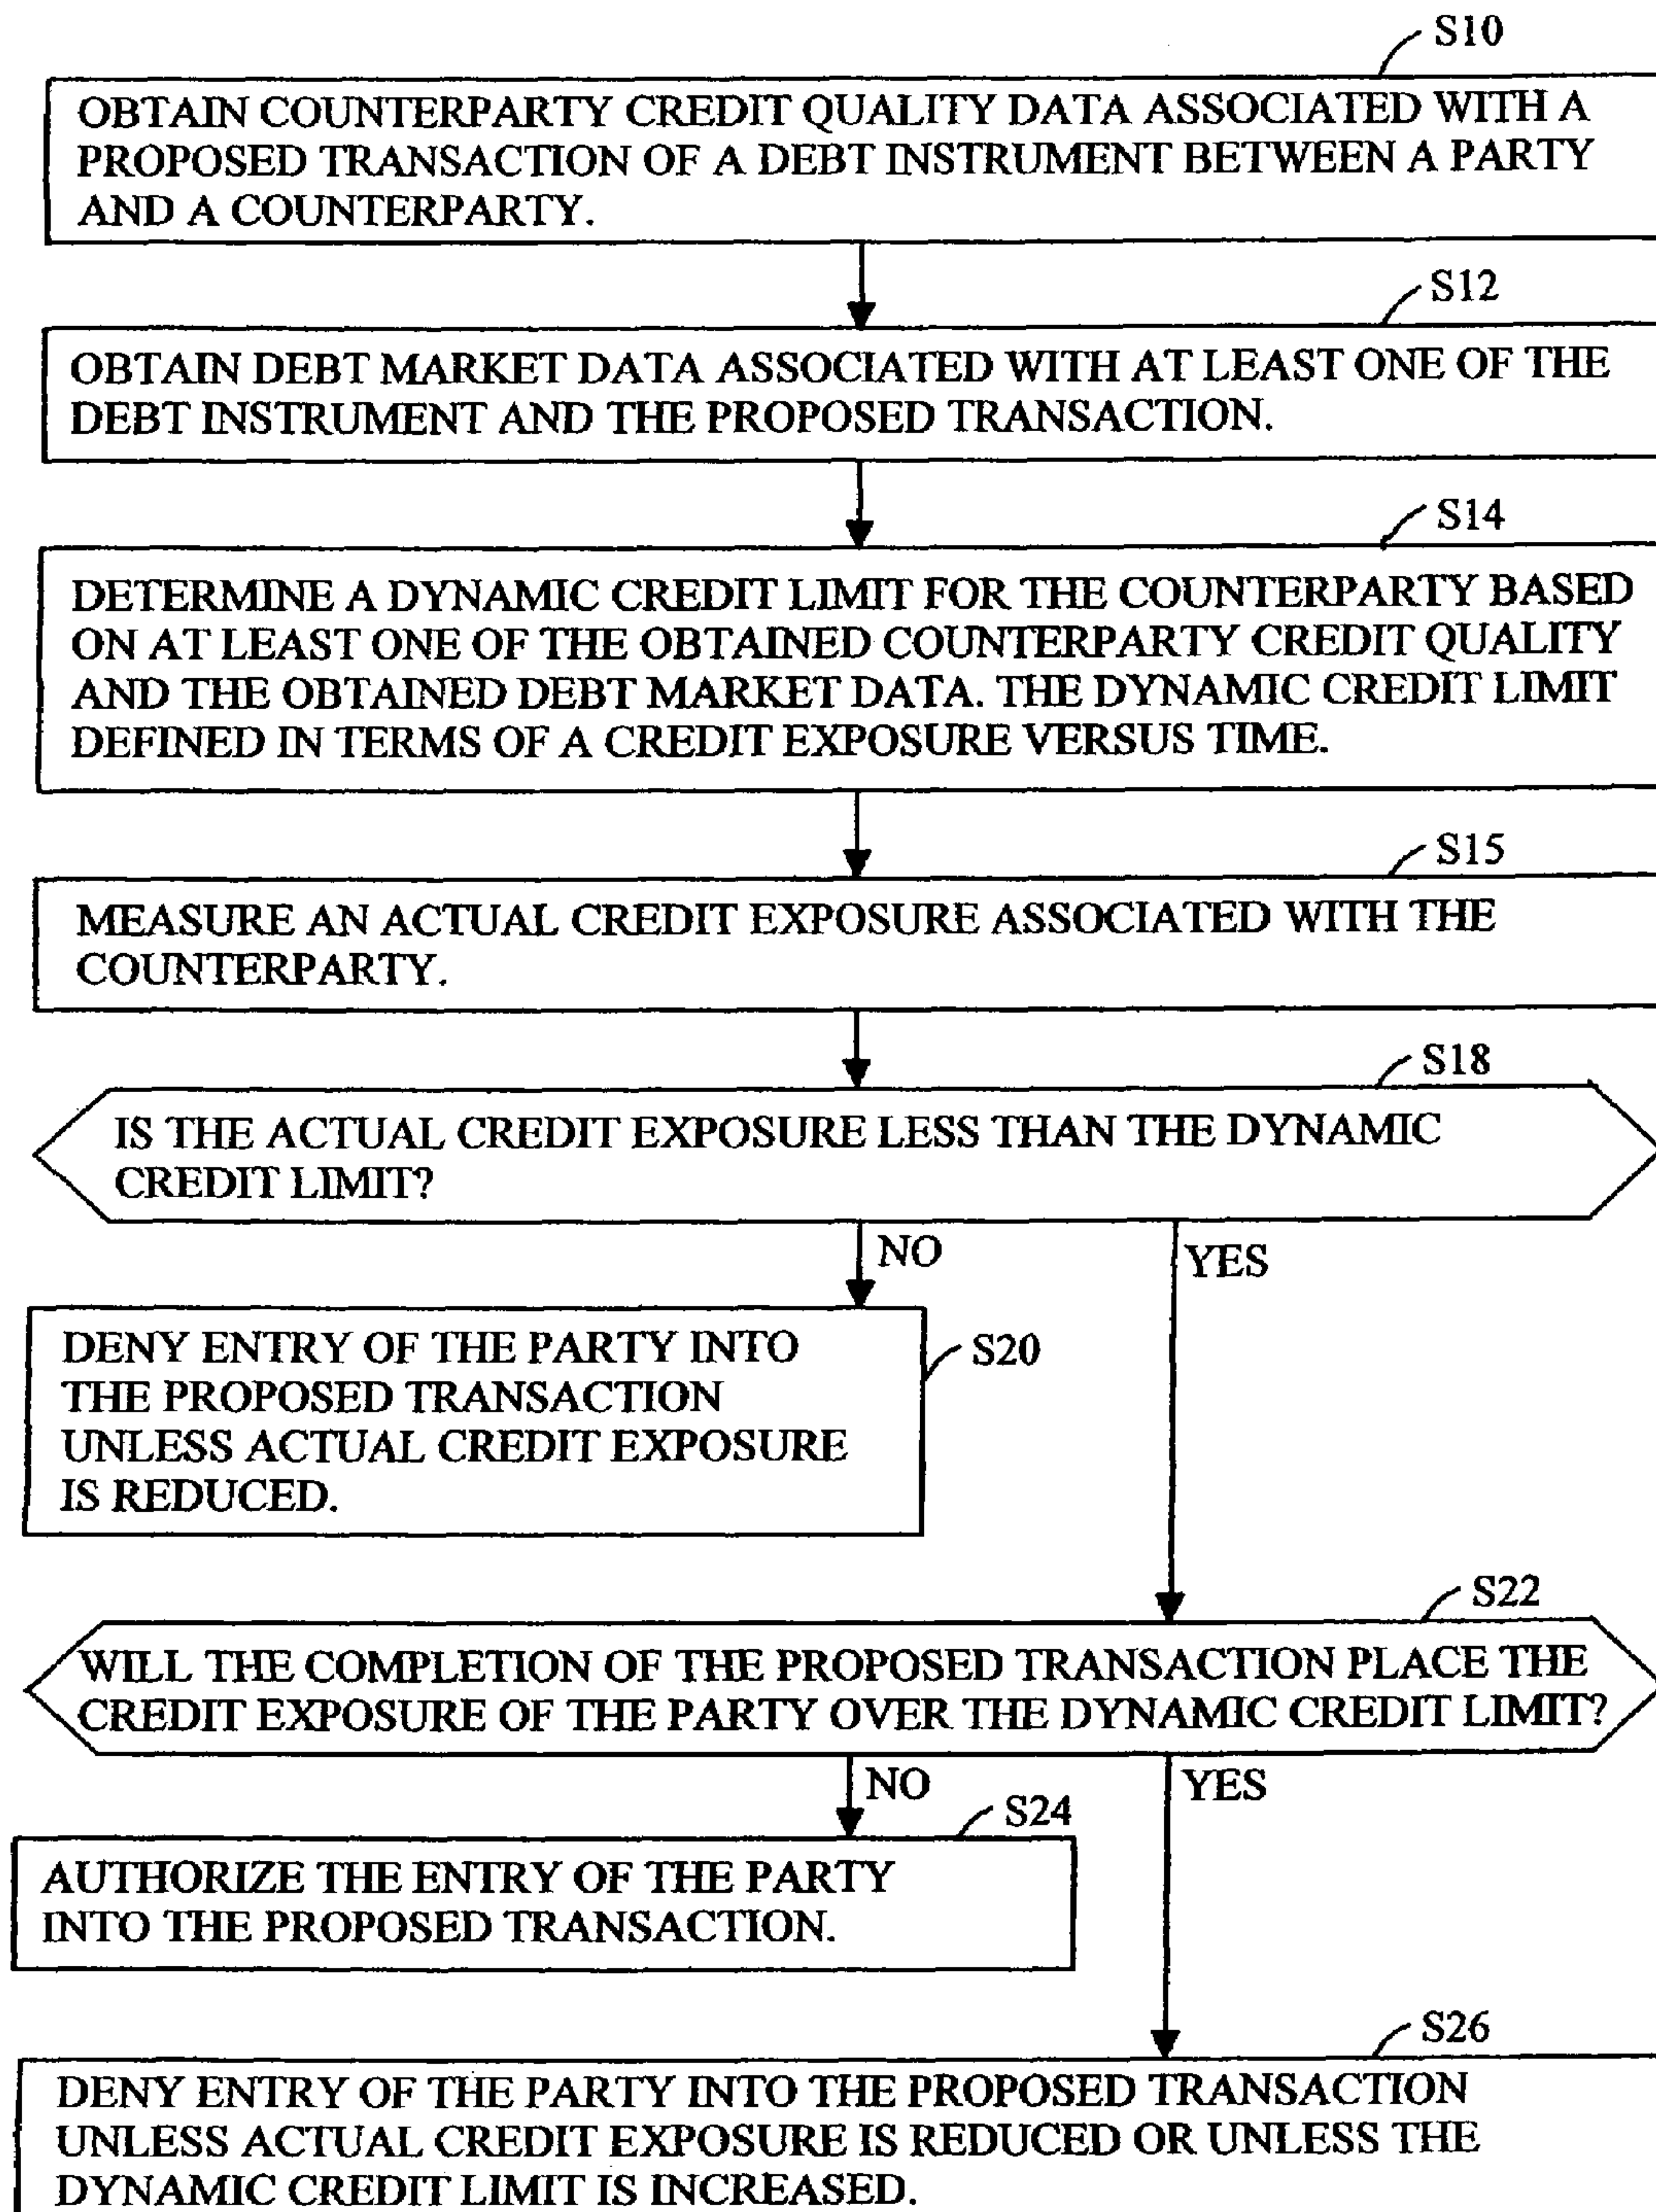 S10
OBTAIN COUNTERPARTY CREDIT QUALITY DATA ASSOCIATED WITH A
PROPOSED TRANSACTION OF A DEBT INSTRUMENT BETWEEN A PARTY
AND A COUNTERPARTY.
S12
OBTAIN DEBT MARKET DATA ASSOCIATED WITH AT LEAST ONE OF THE
DEBT INSTRUMENT AND THE PROPOSED TRANSACTION.
S14
DETERMINE A DYNAMIC CREDIT LIMIT FOR THE COUNTERPARTY BASED
ON AT LEAST ONE OF THE OBTAINED COUNTERPARTY CREDIT QUALITY
AND THE OBTAINED DEBT MARKET DATA. THE DYNAMIC CREDIT LIMIT
DEFINED IN TERMS OF A CREDIT EXPOSURE VERSUS TIME.
S15
MEASURE AN ACTUAL CREDIT EXPOSURE ASSOCIATED WITH THE
COUNTERPARTY.
S18
IS THE ACTUAL CREDIT EXPOSURE LESS THAN THE DYNAMIC
CREDIT LIMIT?
NO
YES
DENY ENTRY OF THE PARTY INTO
THE PROPOSED TRANSACTION
UNLESS ACTUAL CREDIT EXPOSURE
IS REDUCED.
S20
S22
WILL THE COMPLETION OF THE PROPOSED TRANSACTION PLACE THE
CREDIT EXPOSURE OF THE PARTY OVER THE DYNAMIC CREDIT LIMIT?
NO
YES
S24
AUTHORIZE THE ENTRY OF THE PARTY
INTO THE PROPOSED TRANSACTION.
S26
DENY ENTRY OF THE PARTY INTO THE PROPOSED TRANSACTION
UNLESS ACTUAL CREDIT EXPOSURE IS REDUCED OR UNLESS THE
DYNAMIC CREDIT LIMIT IS INCREASED.